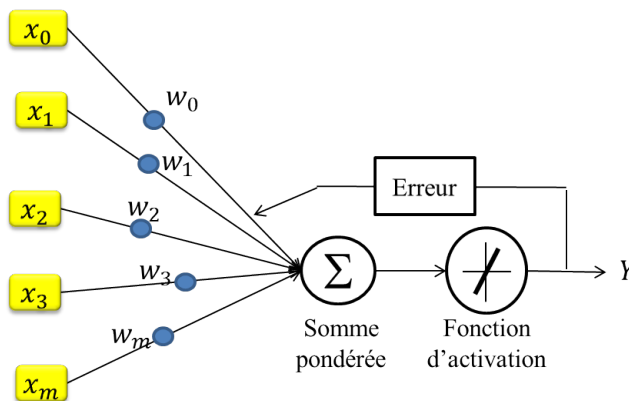 x₀
w₀
x₁
w₁
Erreur
x₂
w₂
x₃
w₃
Σ
Y
Somme
pondérée
Fonction
d'activation
wₘ
xₘ